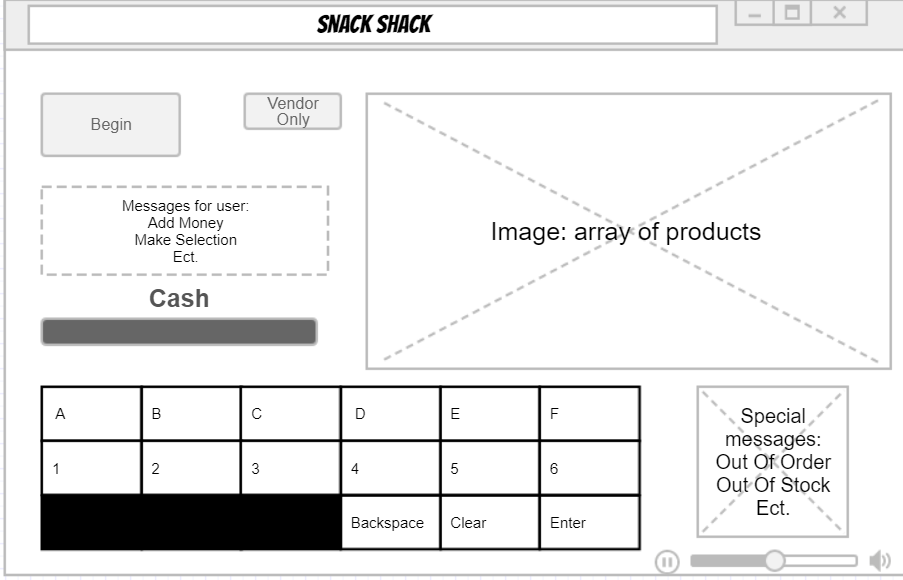 SNACK SHACK
Begin
Vendor
Only
Messages for user:
Add Money
Make Selection
Ect.
Cash
Image: array of products
A B C D E F
1 2 3 4 5 6
Backspace Clear Enter
Special
messages:
Out Of Order
Out Of Stock
Ect.